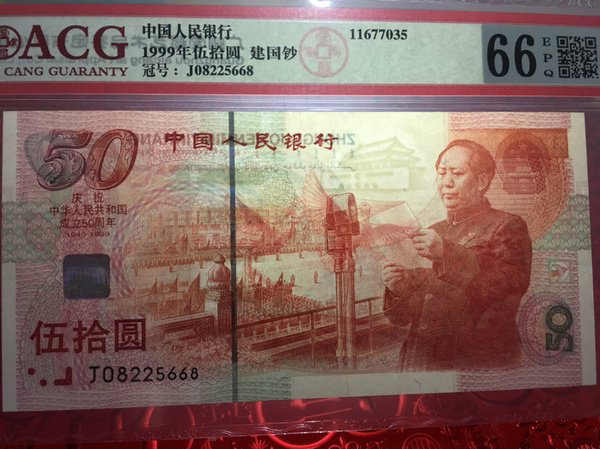 ACG
CANG GUARANTY
中国人民银行
1999年伍拾圆 建国钞
冠号：J08225668
11677035
66
E
P
Q
50
中国人民银行
庆祝
中华人民共和国
成立50周年
1949-1999
伍拾圆
J08225668
50